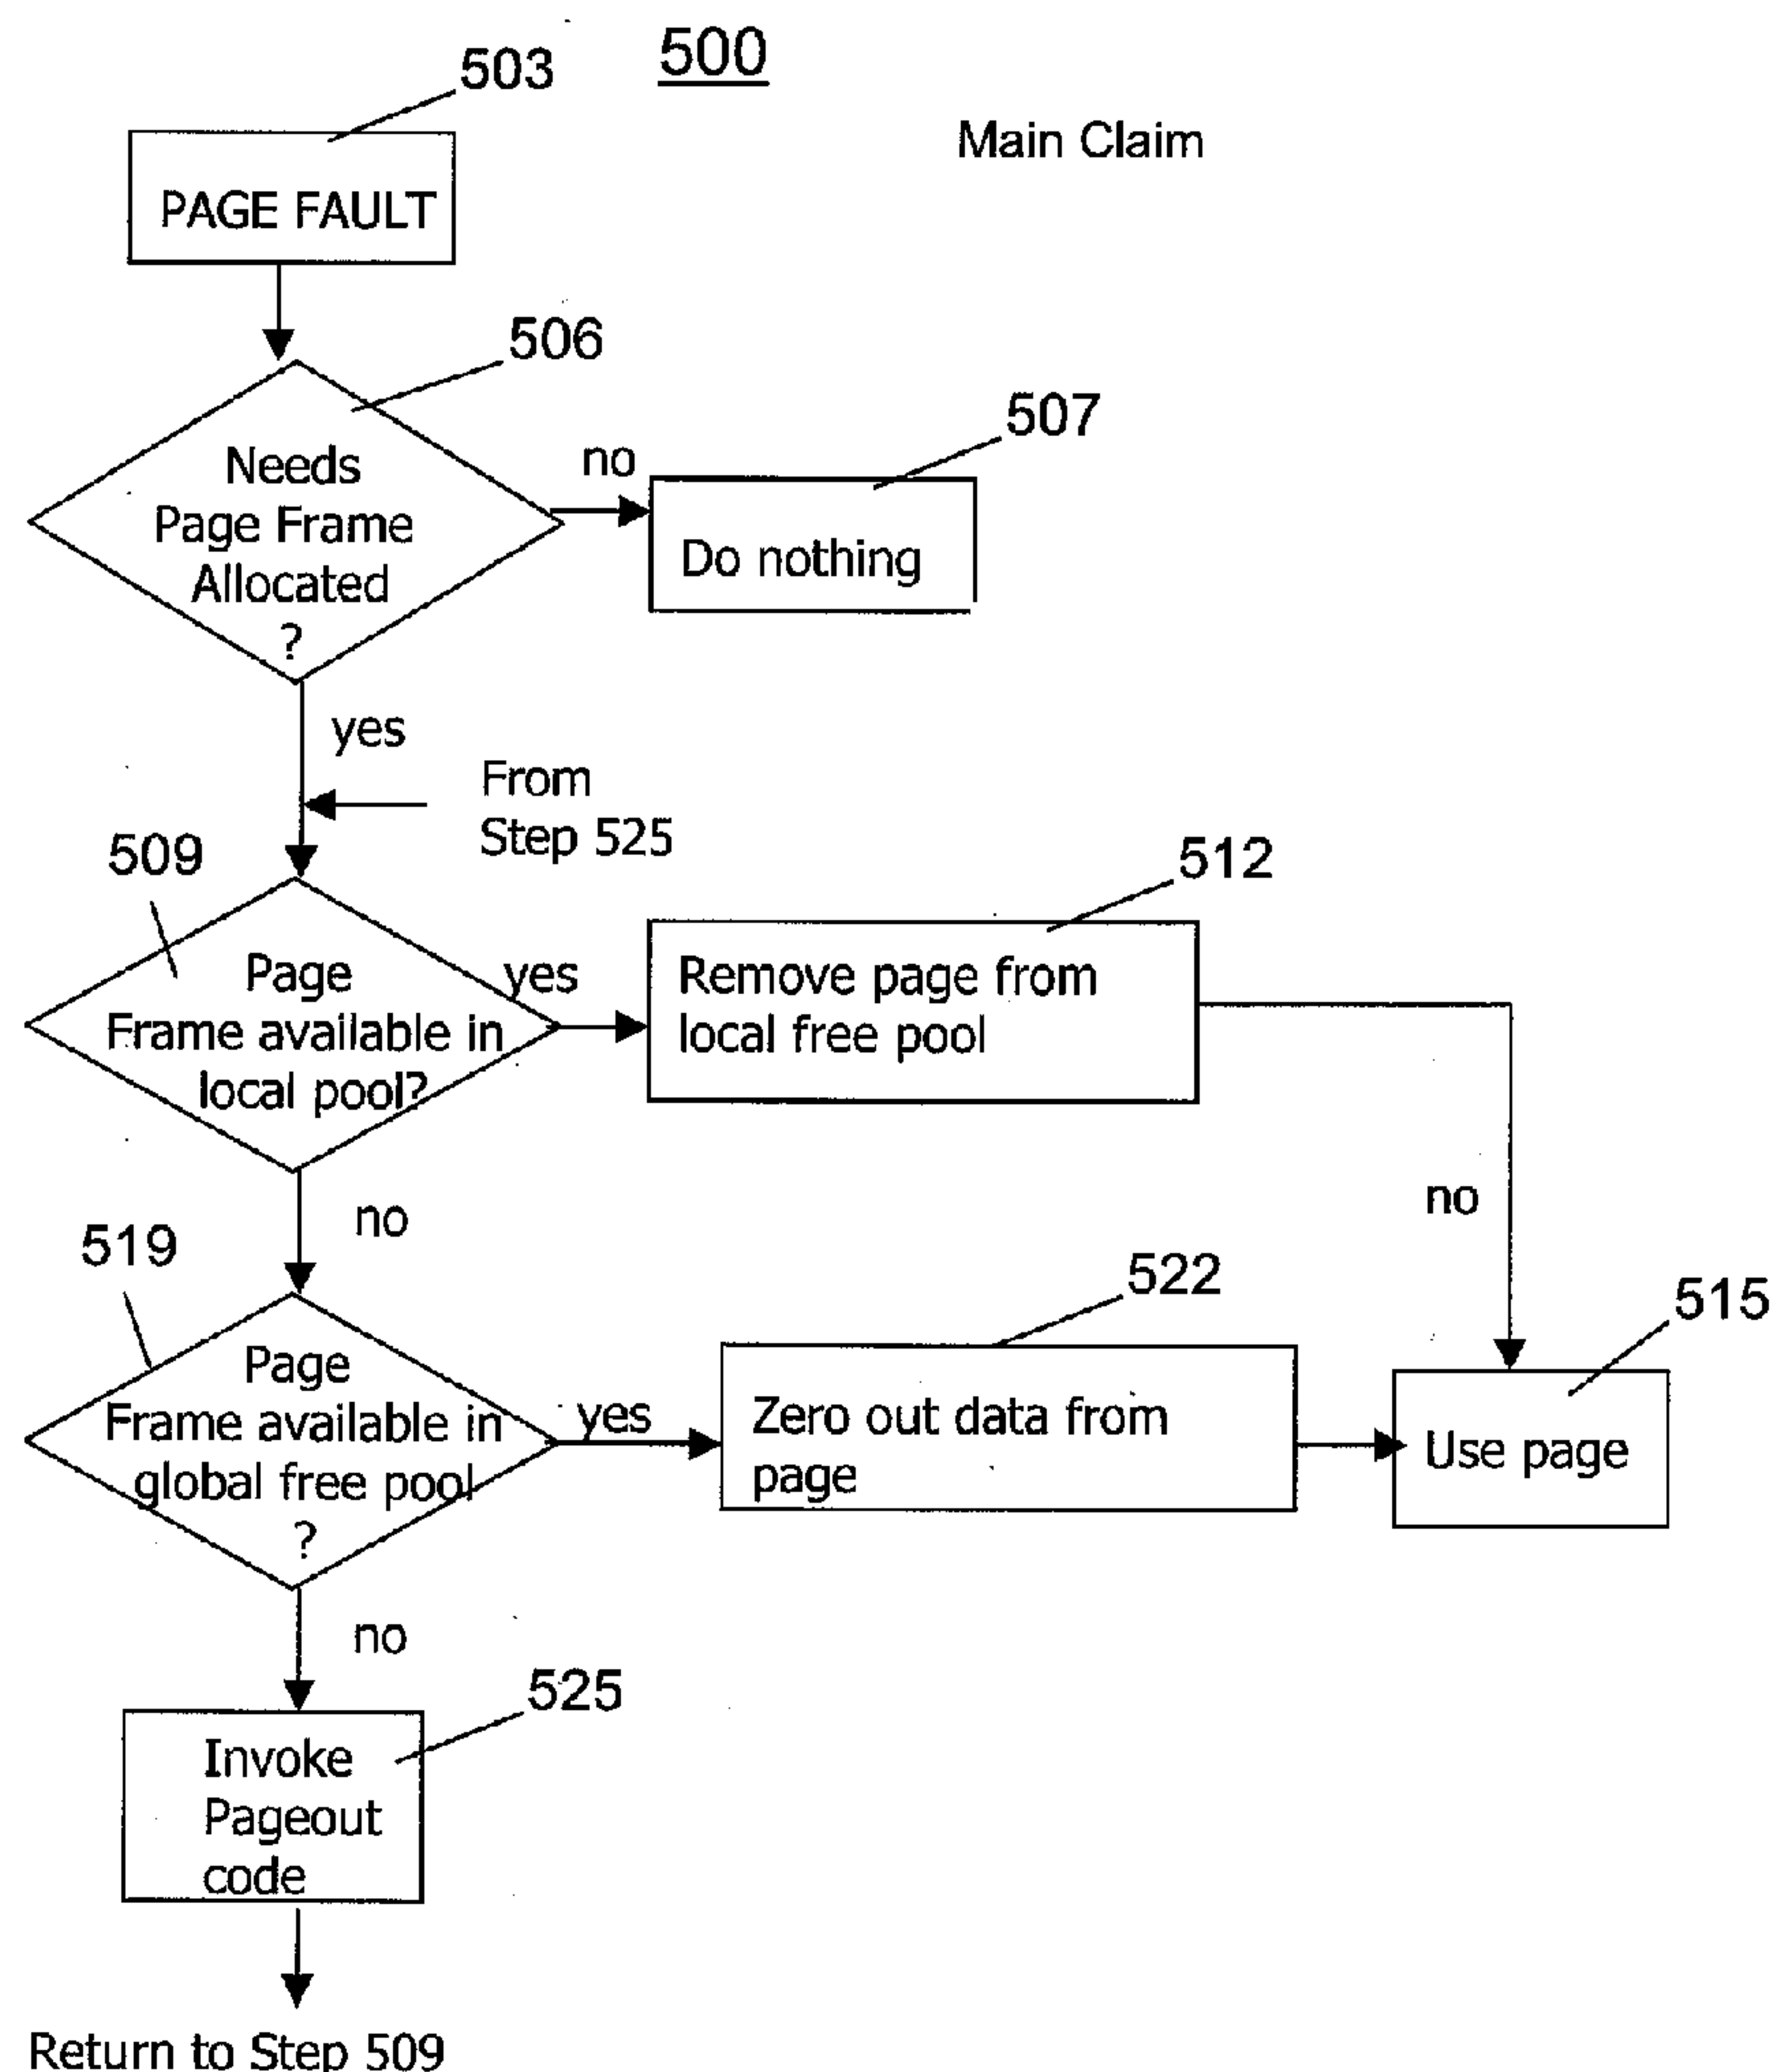 500
503
Main Claim
PAGE FAULT
506
Needs
Page Frame
Allocated
?
no
507
Do nothing
yes
From
Step 525
509
Page
Frame available in
local pool?
yes
512
Remove page from
local free pool
no
no
519
Page
Frame available in
global free pool
?
yes
522
Zero out data from
page
515
Use page
no
525
Invoke
Pageout
code
Return to Step 509